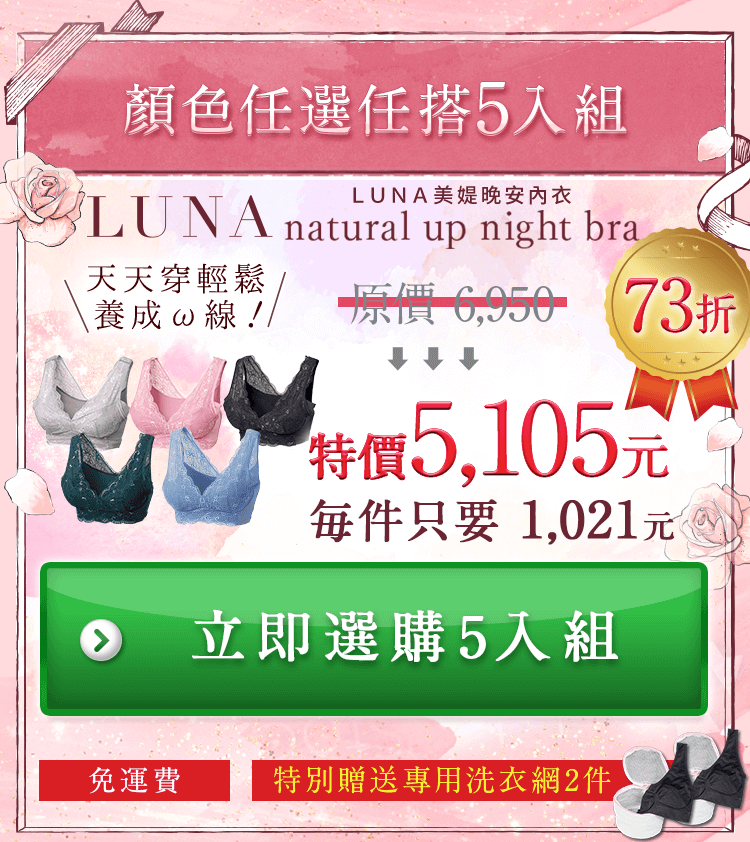 顏色任選任搭5入組
LUNA美媞晚安內衣
LUNA natural up night bra
天天穿輕鬆
養成ω線!
原價 6,950
73折
特價5,105元
每件只要 1,021元
立即選購5入組
免運費
特別贈送專用洗衣網2件